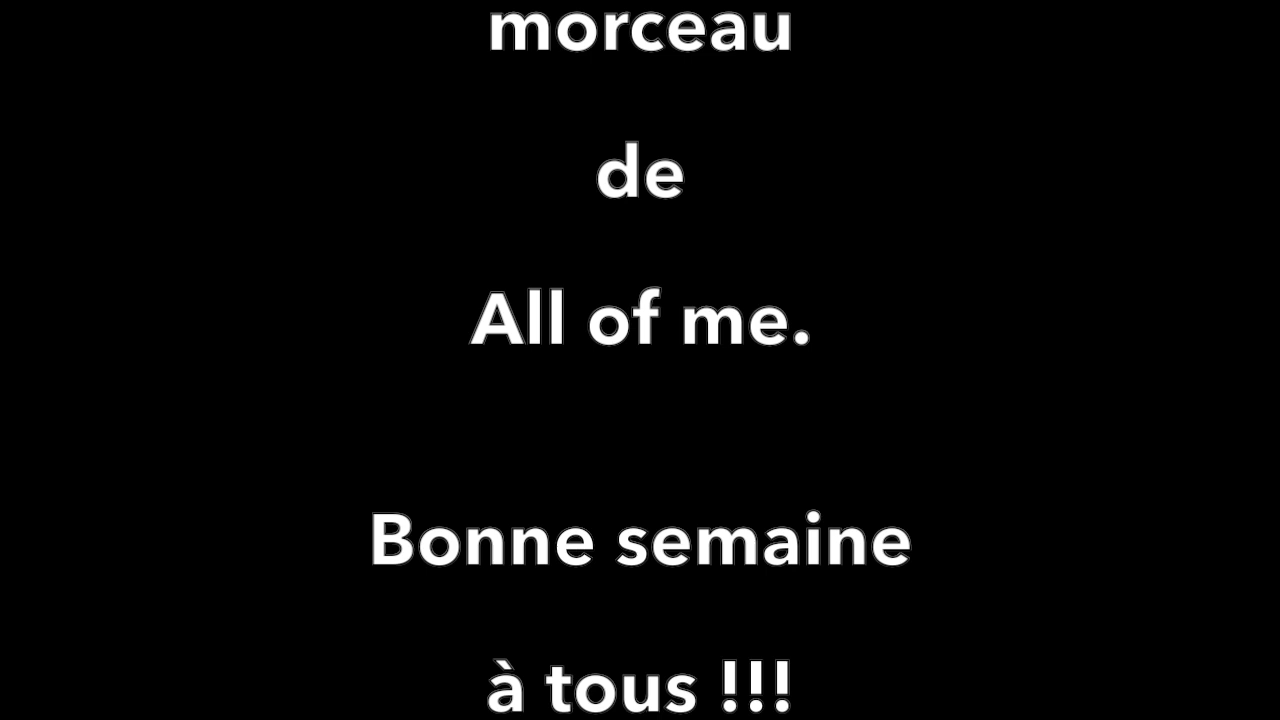 morceau
de
All of me.
Bonne semaine
à tous !!!